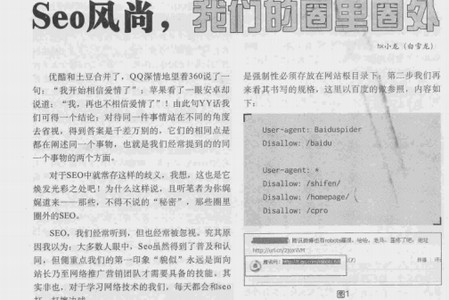 Seo风尚,我们的圈里圈外
优酷和土豆合并了,QQ深情地望着360说了一
句:“我开始相信爱情了”;苹果看了一眼安卓却
说道:“我,再也不相信爱情了”!由此句YY话我
们可得一个结论:对待同一件事情站在不同的角度
去省视,得到答案是千差万别的,它们的相同点是
都在阐述同一个事物,也就是我们经常提到的的同
一个事物的两个方面。
对于SEO中就常存这样的歧义,我想,这也是它
焕发光彩之处吧!为什么这样说,且听笔者为你娓
娓道来——那些,不得不说的“秘密”,那些圈里
圈外的SEO。
SEO,我们经常听到,但也经常被忽视,究其原
因我以为:大多数人眼中,Seo虽然得到了普及和认
同,但侧重点我们的第一印象“貌似”永远是面向
站长乃至网络推广营销团队才需要具备的技能,其
实非也,对于学习网络技术的我们,每天都会和seo
是强制性必须存放在网站根目录下,第二步我们再
来看其书写的规格,这里以百度的做参照,内容如
下:
User-agent: Baiduspider
Disallow: /baidu
User-agent: *
Disallow: /shifen/
Disallow: /homepage/
Disallow: /cpro
图1